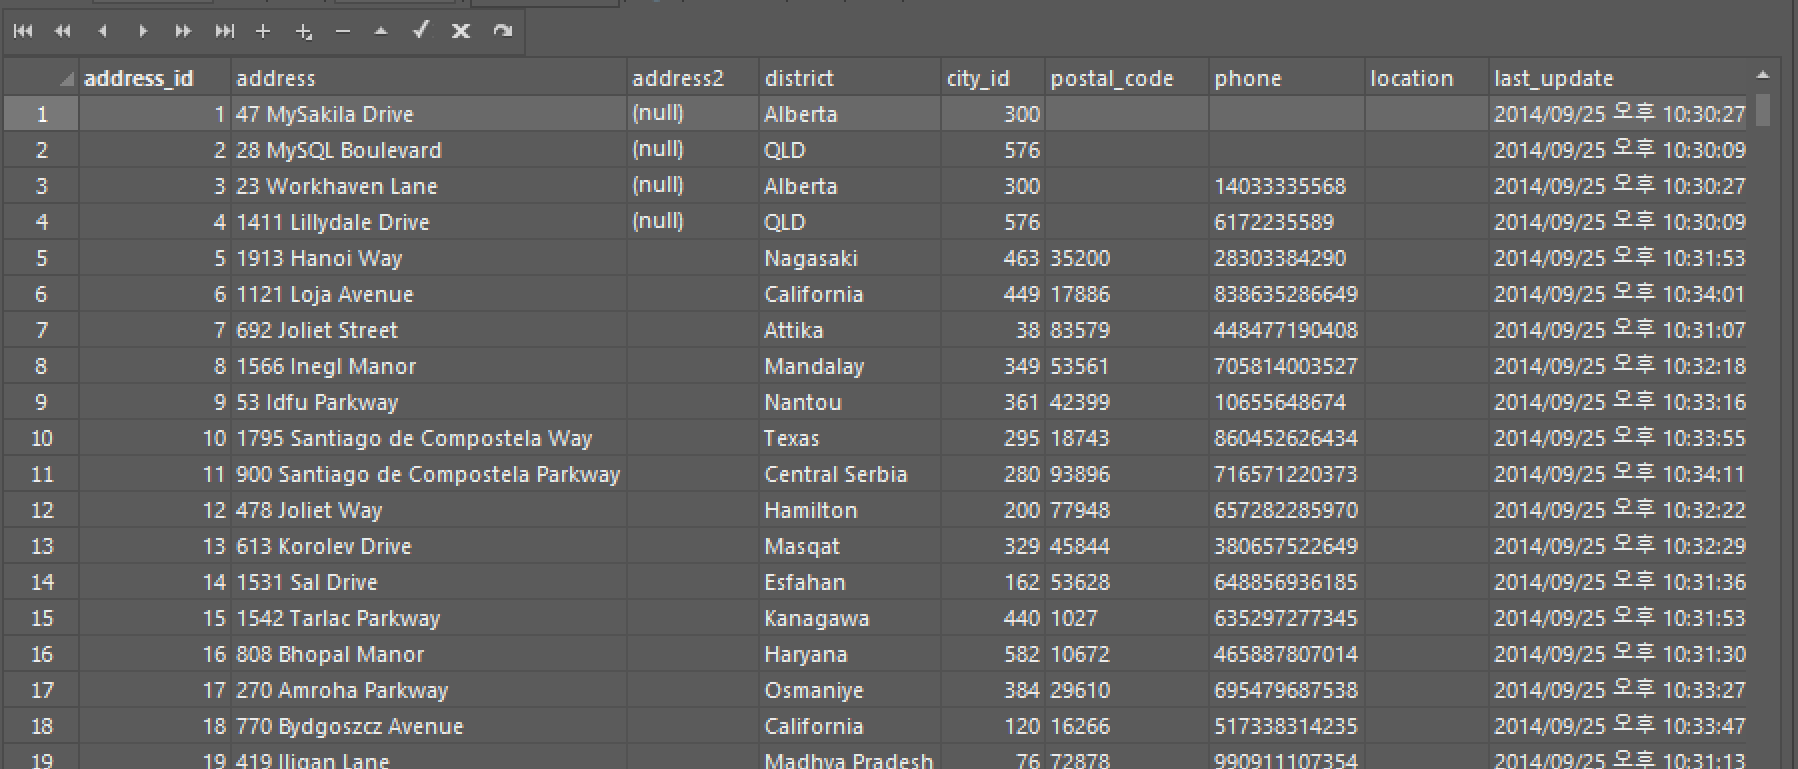 address_id address address2 district city_id postal_code phone location last_update
1 1 47 MySakila Drive (null) Alberta 300 2014/09/25 오후 10:30:27
2 2 28 MySQL Boulevard (null) QLD 576 2014/09/25 오후 10:30:09
3 3 23 Workhaven Lane (null) Alberta 300 14033335568 2014/09/25 오후 10:30:27
4 4 1411 Lillydale Drive (null) QLD 576 6172235589 2014/09/25 오후 10:30:09
5 5 1913 Hanoi Way Nagasaki 463 35200 28303384290 2014/09/25 오후 10:31:53
6 6 1121 Loja Avenue California 449 17886 838635286649 2014/09/25 오후 10:34:01
7 7 692 Joliet Street Attika 38 83579 448477190408 2014/09/25 오후 10:31:07
8 8 1566 Inegl Manor Mandalay 349 53561 705814003527 2014/09/25 오후 10:32:18
9 9 53 Idfu Parkway Nantou 361 42399 10655648674 2014/09/25 오후 10:33:16
10 10 1795 Santiago de Compostela Way Texas 295 18743 860452626434 2014/09/25 오후 10:33:55
11 11 900 Santiago de Compostela Parkway Central Serbia 280 93896 716571220373 2014/09/25 오후 10:34:11
12 12 478 Joliet Way Hamilton 200 77948 657282285970 2014/09/25 오후 10:32:22
13 13 613 Korolev Drive Masqat 329 45844 380657522649 2014/09/25 오후 10:32:29
14 14 1531 Sal Drive Esfahan 162 53628 648856936185 2014/09/25 오후 10:31:36
15 15 1542 Tarlac Parkway Kanagawa 440 1027 635297277345 2014/09/25 오후 10:31:53
16 16 808 Bhopal Manor Haryana 582 10672 465887807014 2014/09/25 오후 10:31:30
17 17 270 Amroha Parkway Osmaniye 384 29610 695479687538 2014/09/25 오후 10:33:27
18 18 770 Bydgoszcz Avenue California 120 16266 517338314235 2014/09/25 오후 10:33:47
19 19 419 Iligan Lane Madhya Pradesh 76 72878 990911107354 2014/09/25 오후 10:31:13